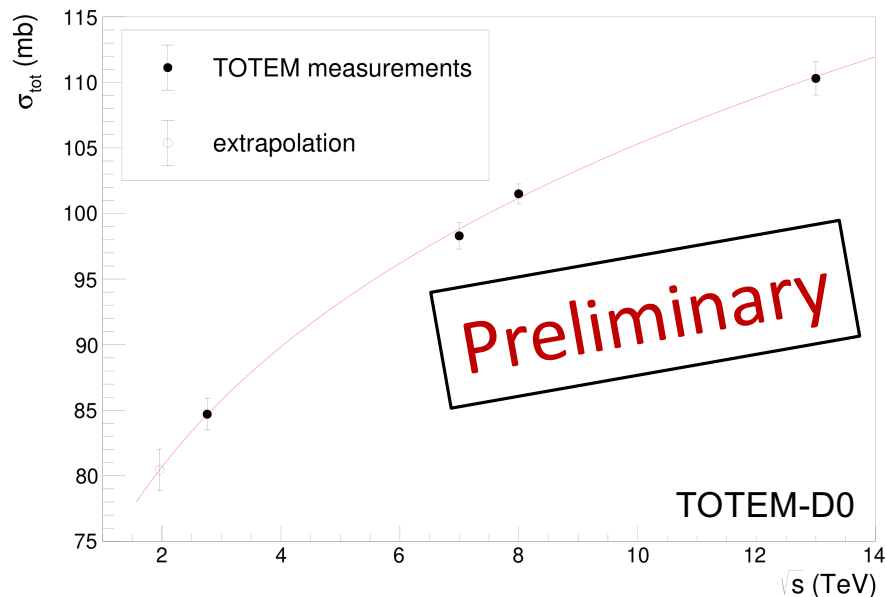 σtot (mb)
115
110
105
100
95
90
85
80
75
TOTEM measurements
extrapolation
Preliminary
TOTEM-D0
2 4 6 8 10 12 14
√s (TeV)